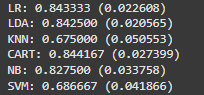 LR: 0.843333 (0.022608)
LDA: 0.842500 (0.020565)
KNN: 0.675000 (0.050553)
CART: 0.844167 (0.027399)
NB: 0.827500 (0.033758)
SVM: 0.686667 (0.041866)